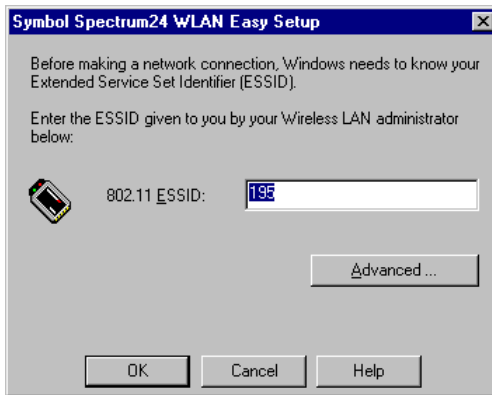 Symbol Spectrum24 WLAN Easy Setup
Before making a network connection, Windows needs to know your
Extended Service Set Identifier (ESSID).
Enter the ESSID given to you by your Wireless LAN administrator
below:
802.11 ESSID: 195
Advanced ...
OK Cancel Help